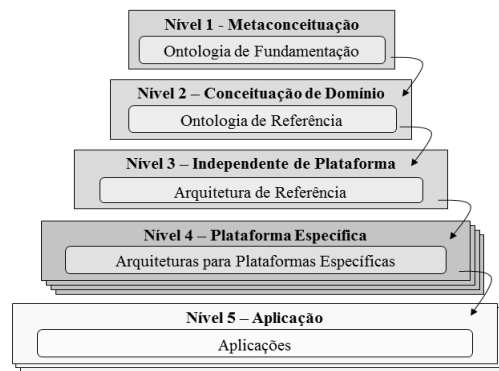 Nível 1 - Metaconceituação
Ontologia de Fundamentação
Nível 2 – Conceituação de Domínio
Ontologia de Referência
Nível 3 – Independente de Plataforma
Arquitetura de Referência
Nível 4 – Plataforma Específica
Arquiteturas para Plataformas Específicas
Nível 5 – Aplicação
Aplicações